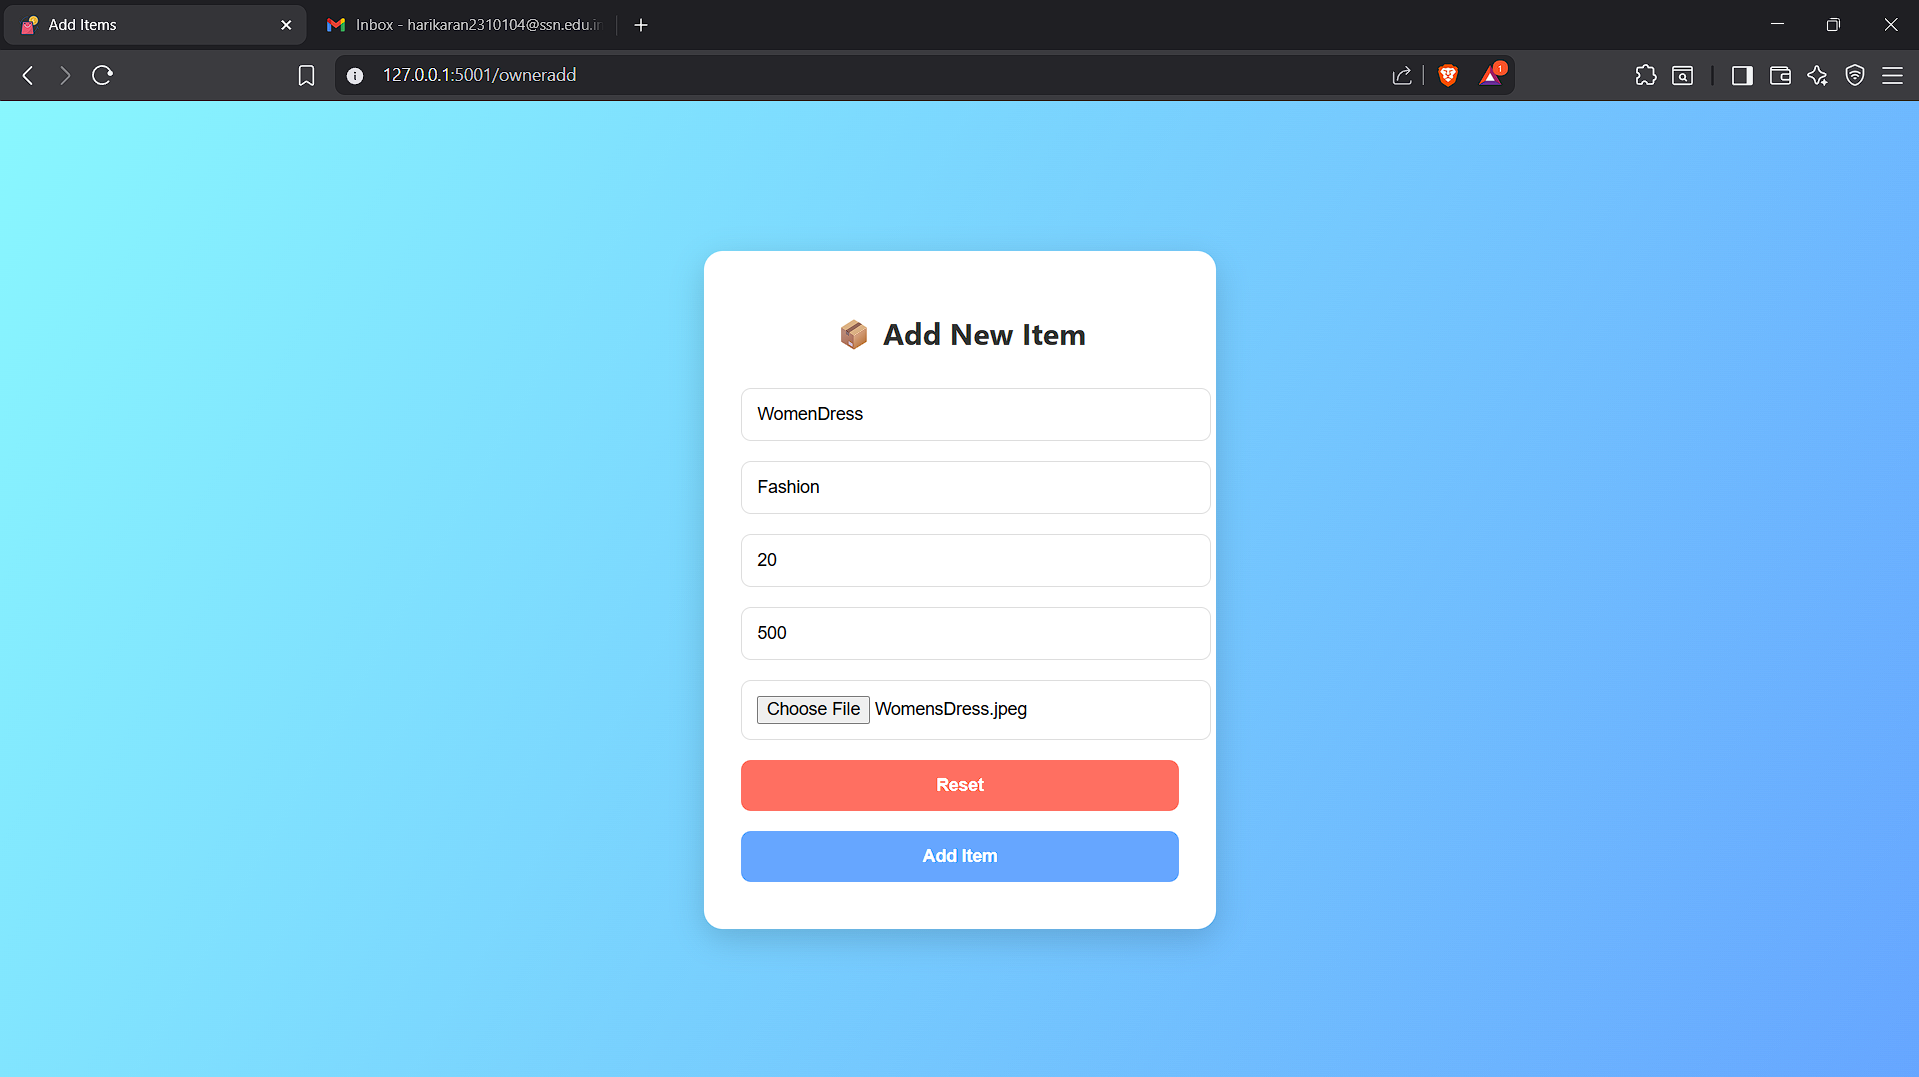 Add Items
Inbox - harikaran2310104@ssn.edu.in
127.0.0.1:5001/owneradd
1
Add New Item
WomenDress
Fashion
20
500
Choose File WomensDress.jpeg
Reset
Add Item